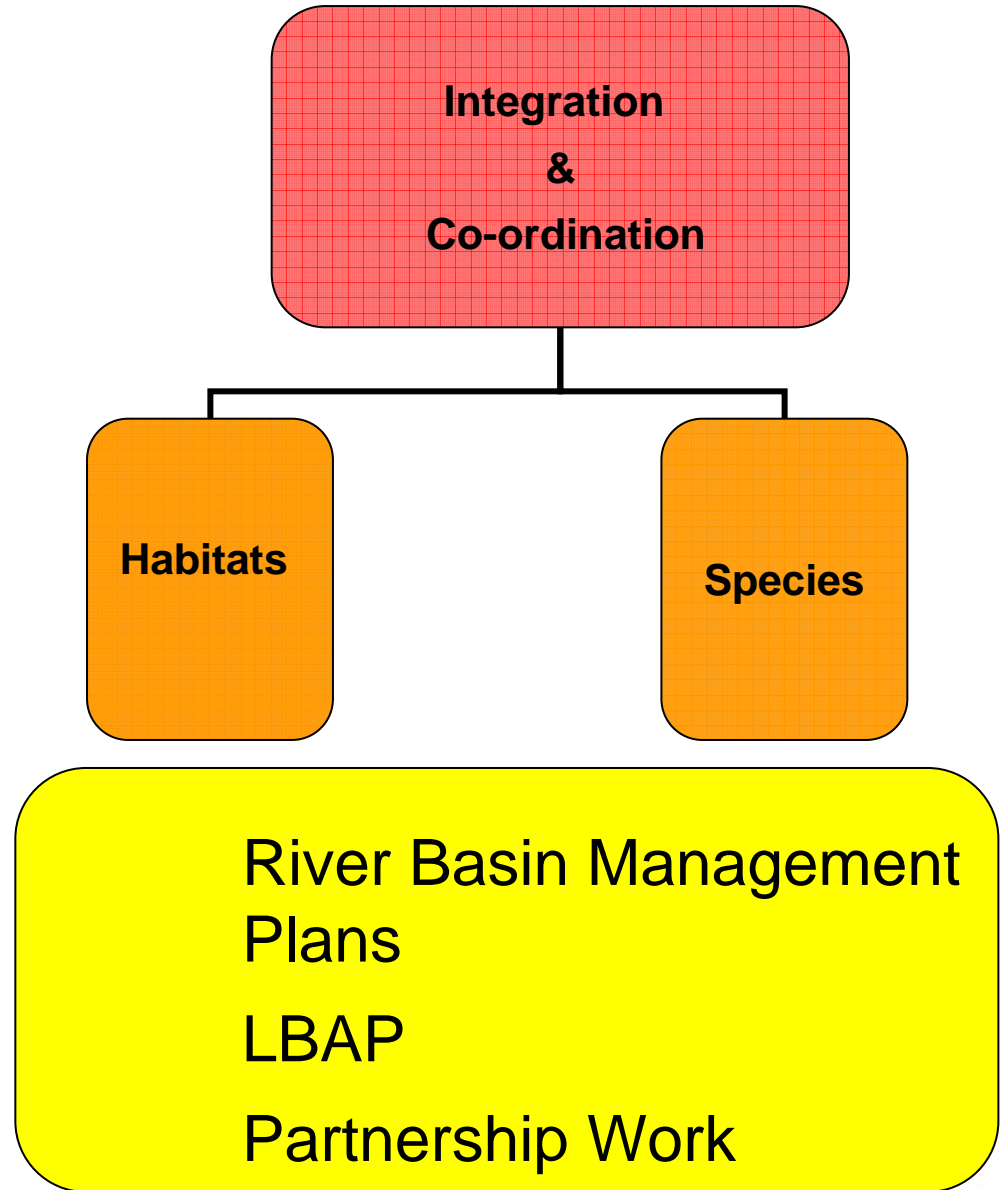 Integration
&
Co-ordination
Habitats
Species
River Basin Management
Plans
LBAP
Partnership Work